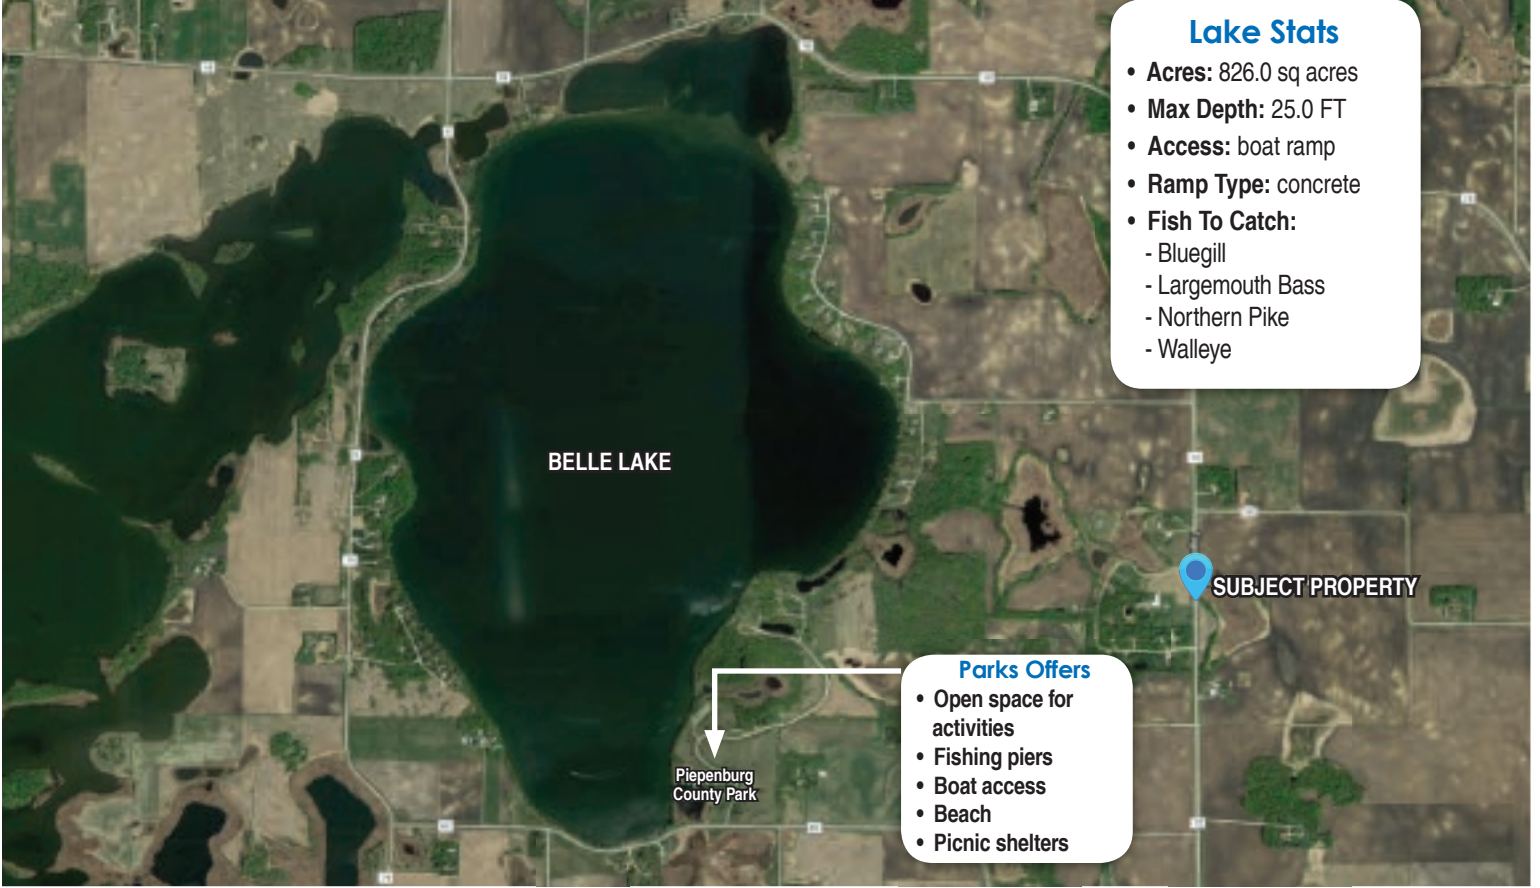 Lake Stats
• Acres: 826.0 sq acres
• Max Depth: 25.0 FT
• Access: boat ramp
• Ramp Type: concrete
• Fish To Catch:
- Bluegill
- Largemouth Bass
- Northern Pike
- Walleye
BELLE LAKE
SUBJECT PROPERTY
Parks Offers
• Open space for
activities
• Fishing piers
• Boat access
• Beach
• Picnic shelters
Piepenburg
County Park